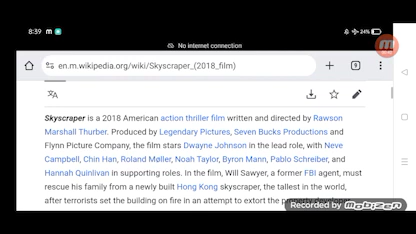 8:39 24%
No internet connection
en.m.wikipedia.org/wiki/Skyscraper_(2018_film) 9
Skyscraper is a 2018 American action thriller film written and directed by Rawson
Marshall Thurber. Produced by Legendary Pictures, Seven Bucks Productions and
Flynn Picture Company, the film stars Dwayne Johnson in the lead role, with Neve
Campbell, Chin Han, Roland Møller, Noah Taylor, Byron Mann, Pablo Schreiber, and
Hannah Quinlivan in supporting roles. In the film, Will Sawyer, a former FBI agent, must
rescue his family from a newly built Hong Kong skyscraper, the tallest in the world,
after terrorists set the building on fire in an attempt to extort the
Recorded by mobizen